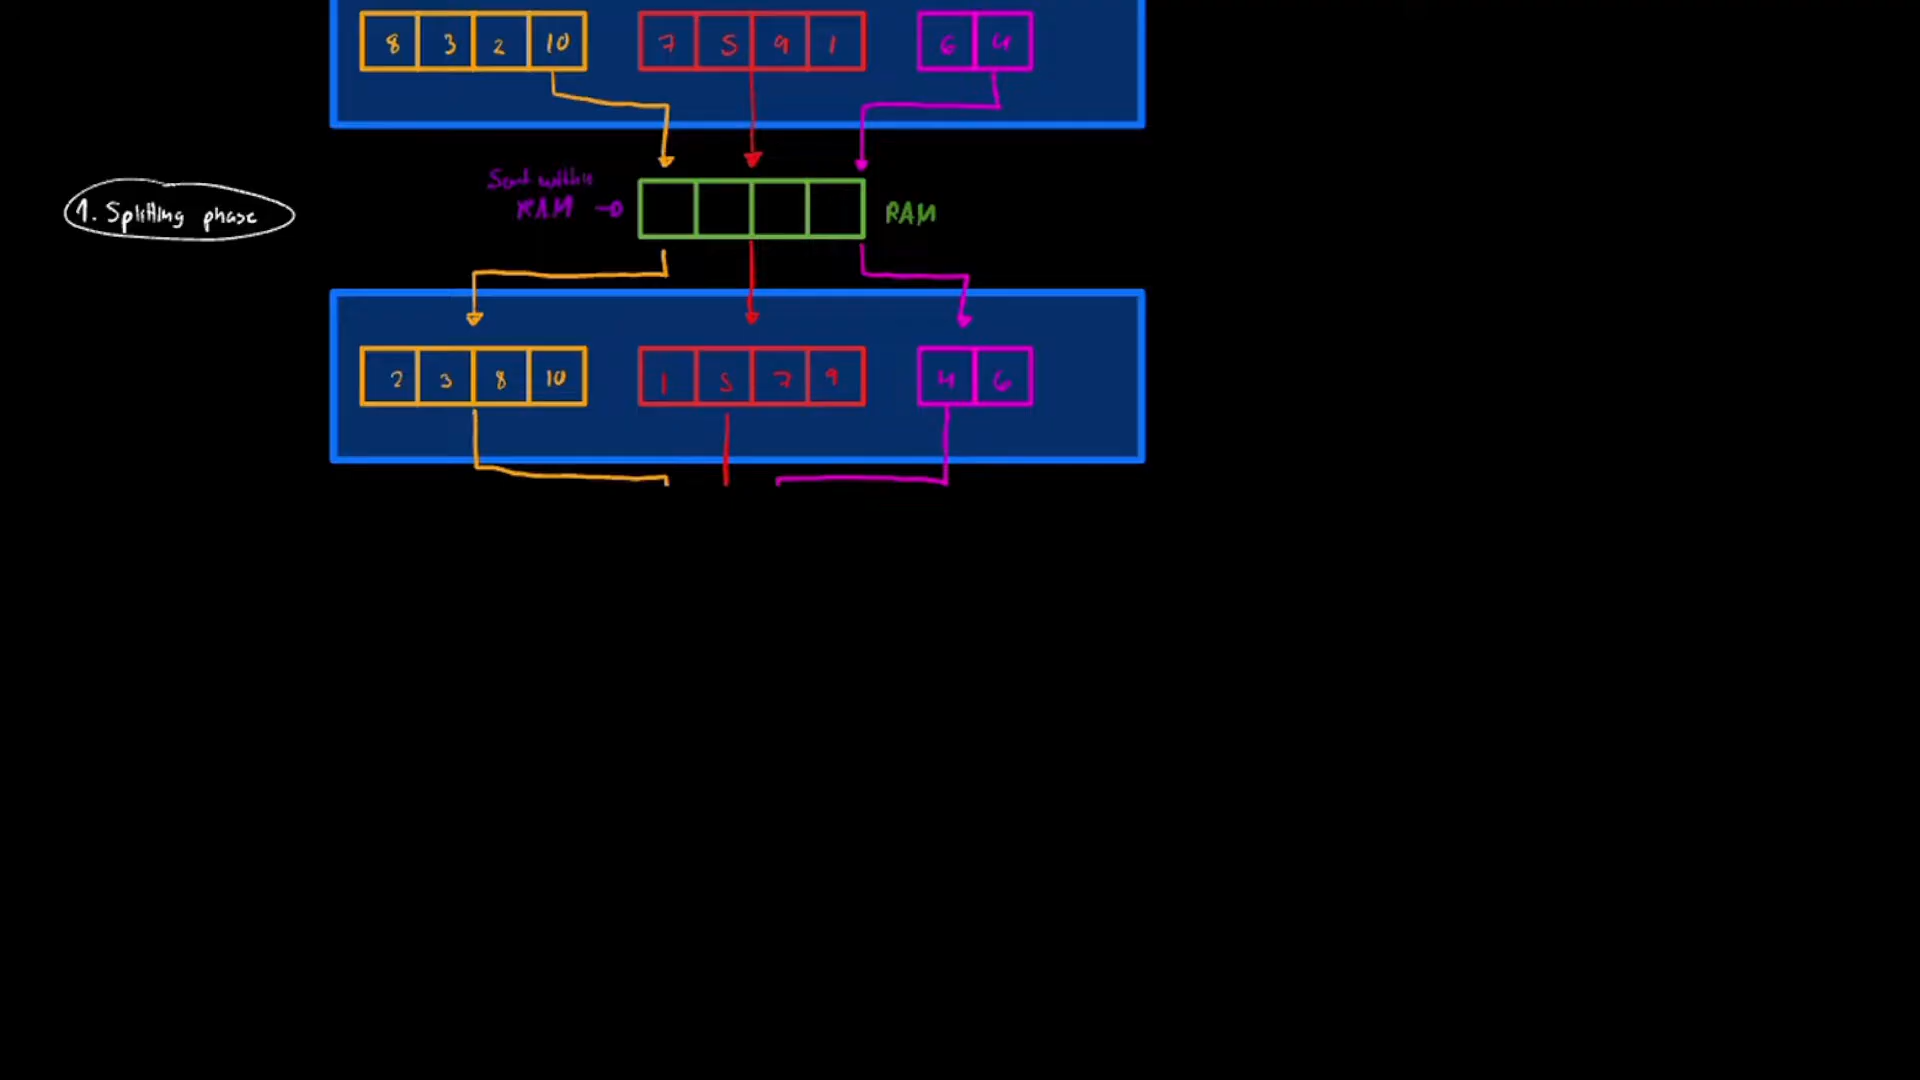 8 3 2 10 7 5 9 1 6 4
1. Splitting phase
Sort within
RAM
RAM
2 3 8 10 1 5 7 9 4 6